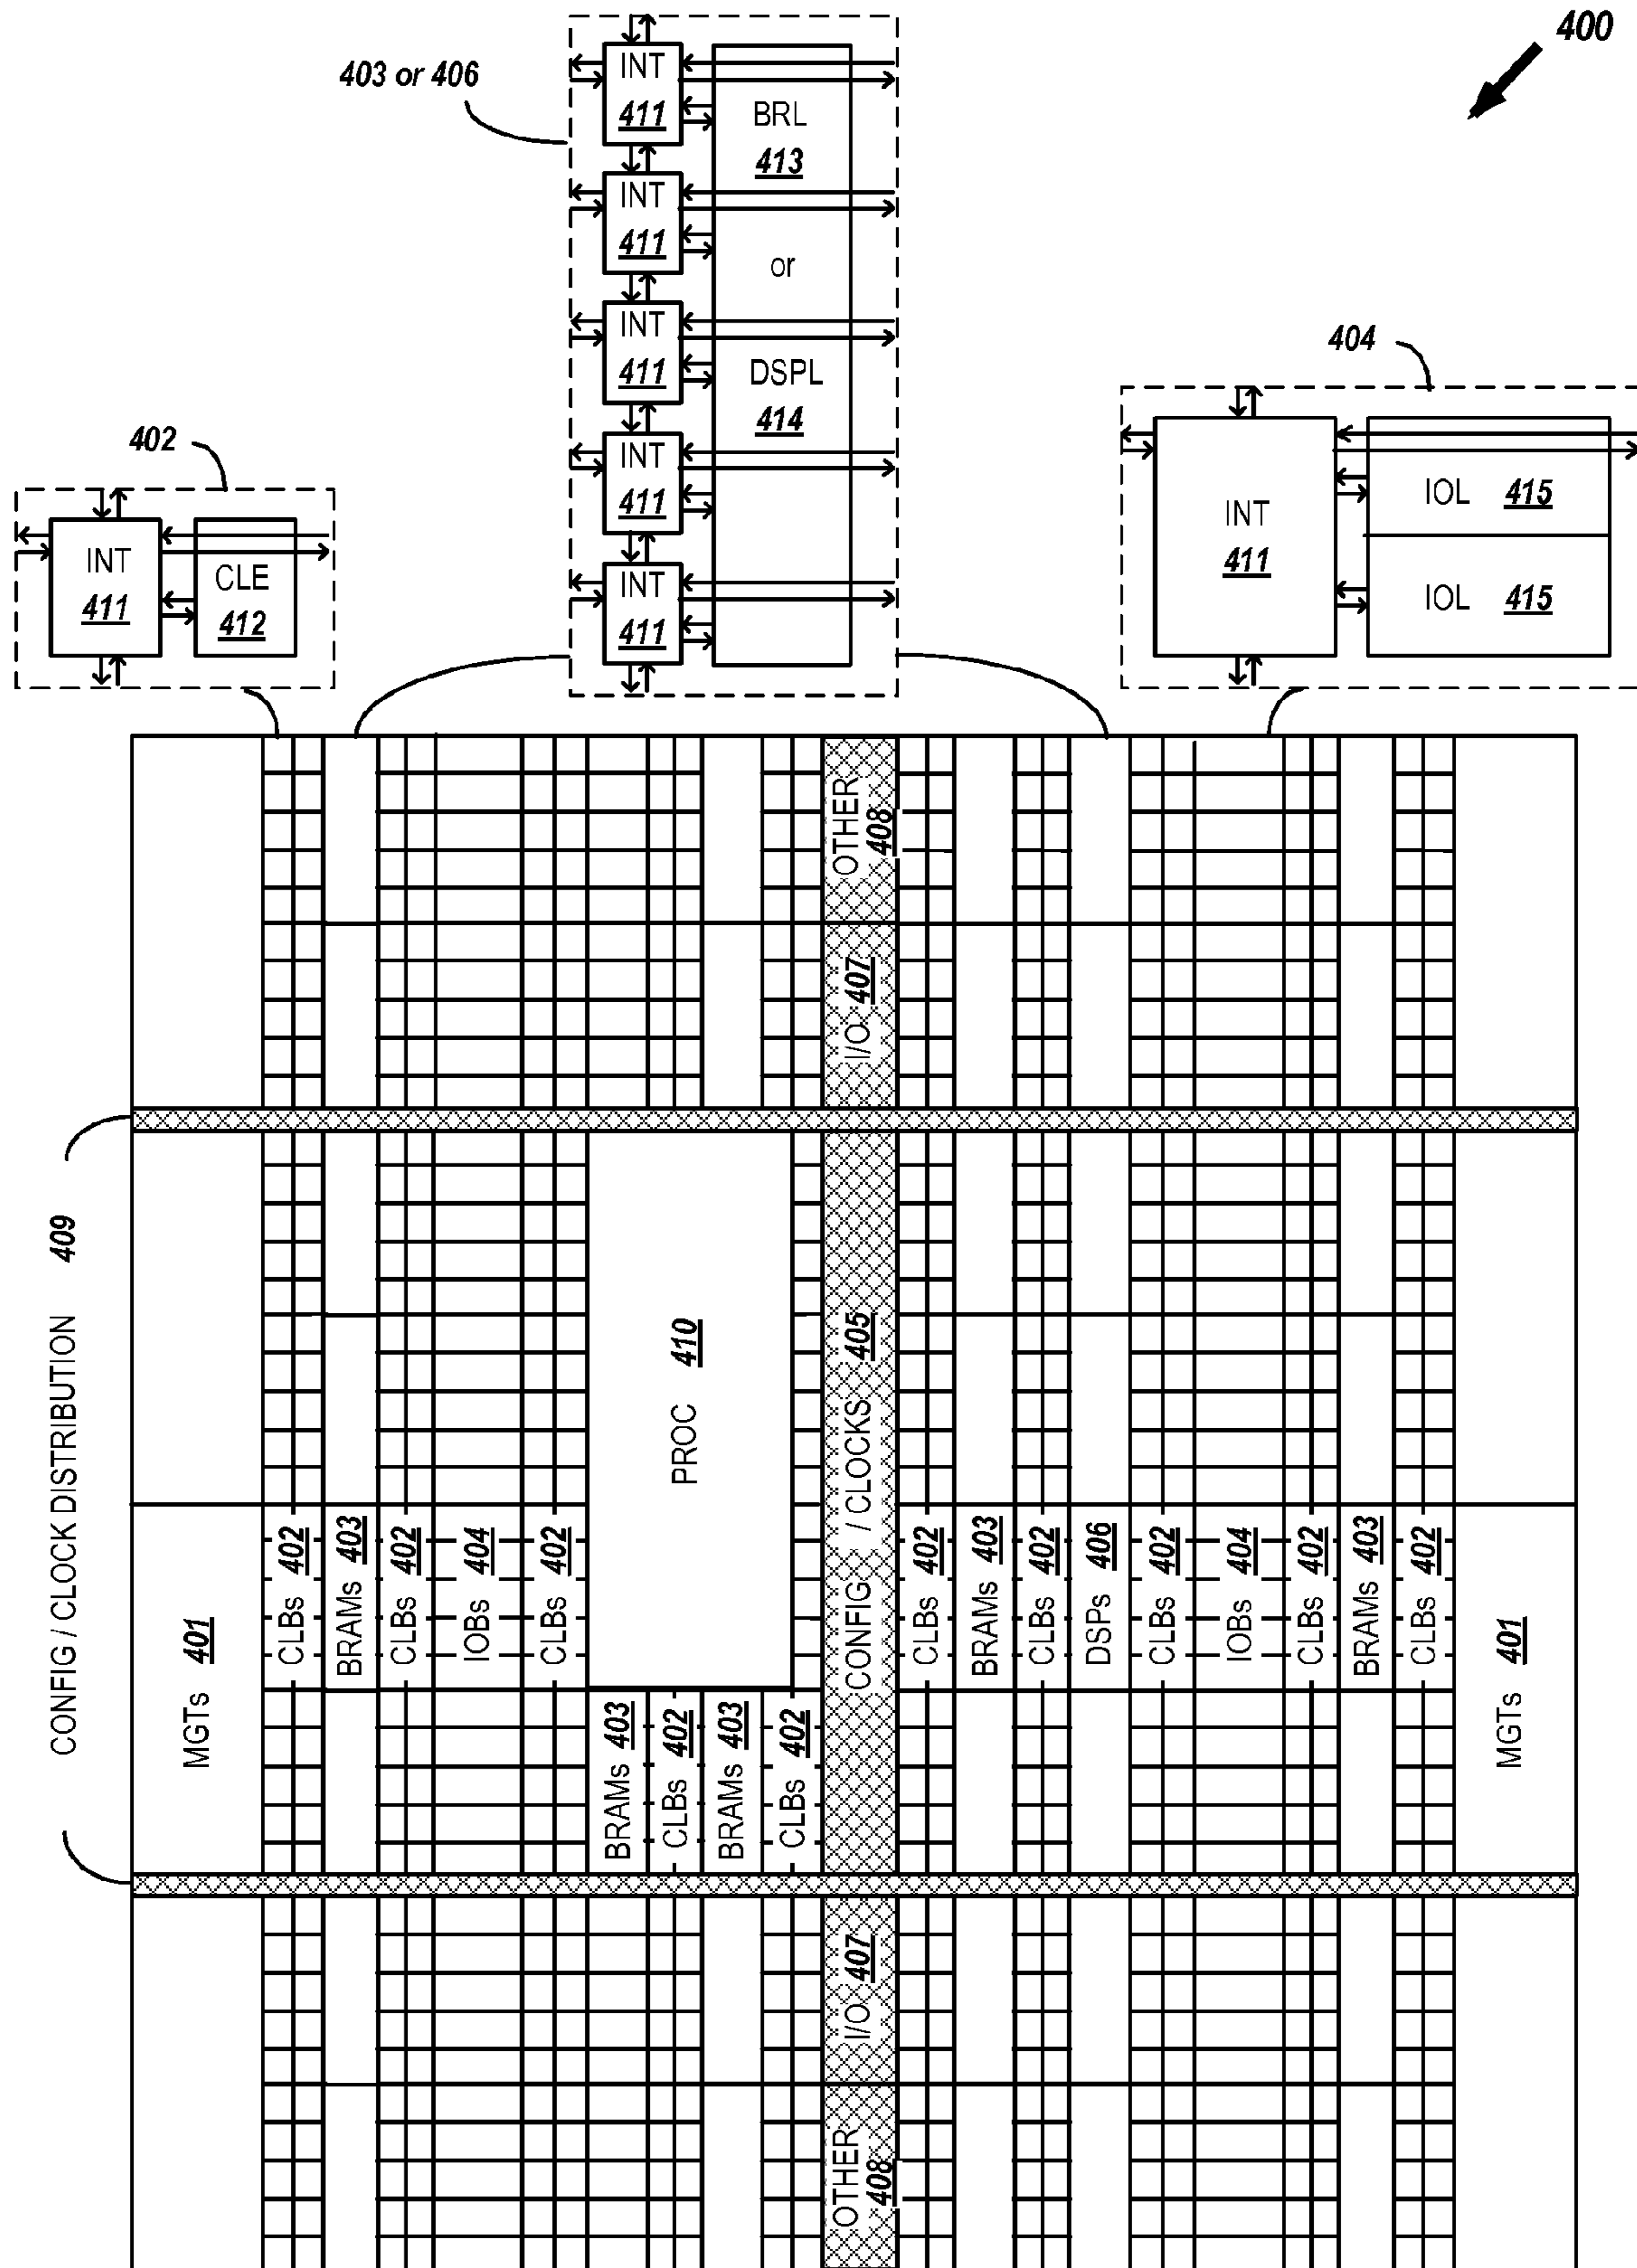 400
403 or 406
INT
411
INT
411
INT
411
INT
411
INT
411
BRL
413
or
DSPL
414
402
INT
411
CLE
412
404
INT
411
IOL 415
IOL 415
OTHER
408
I/O 407
CONFIG / CLOCK DISTRIBUTION 409
MGTs 401
CLBs 402
BRAMs 403
CLBs 402
IOBs 404
CLBs 402
PROC 410
BRAMs 403
CLBs 402
BRAMs 403
CLBs 402
CONFIG / CLOCKS 405
CLBs 402
BRAMs 403
CLBs 402
DSPs 406
CLBs 402
IOBs 404
CLBs 402
BRAMs 403
CLBs 402
MGTs 401
I/O 407
OTHER
408